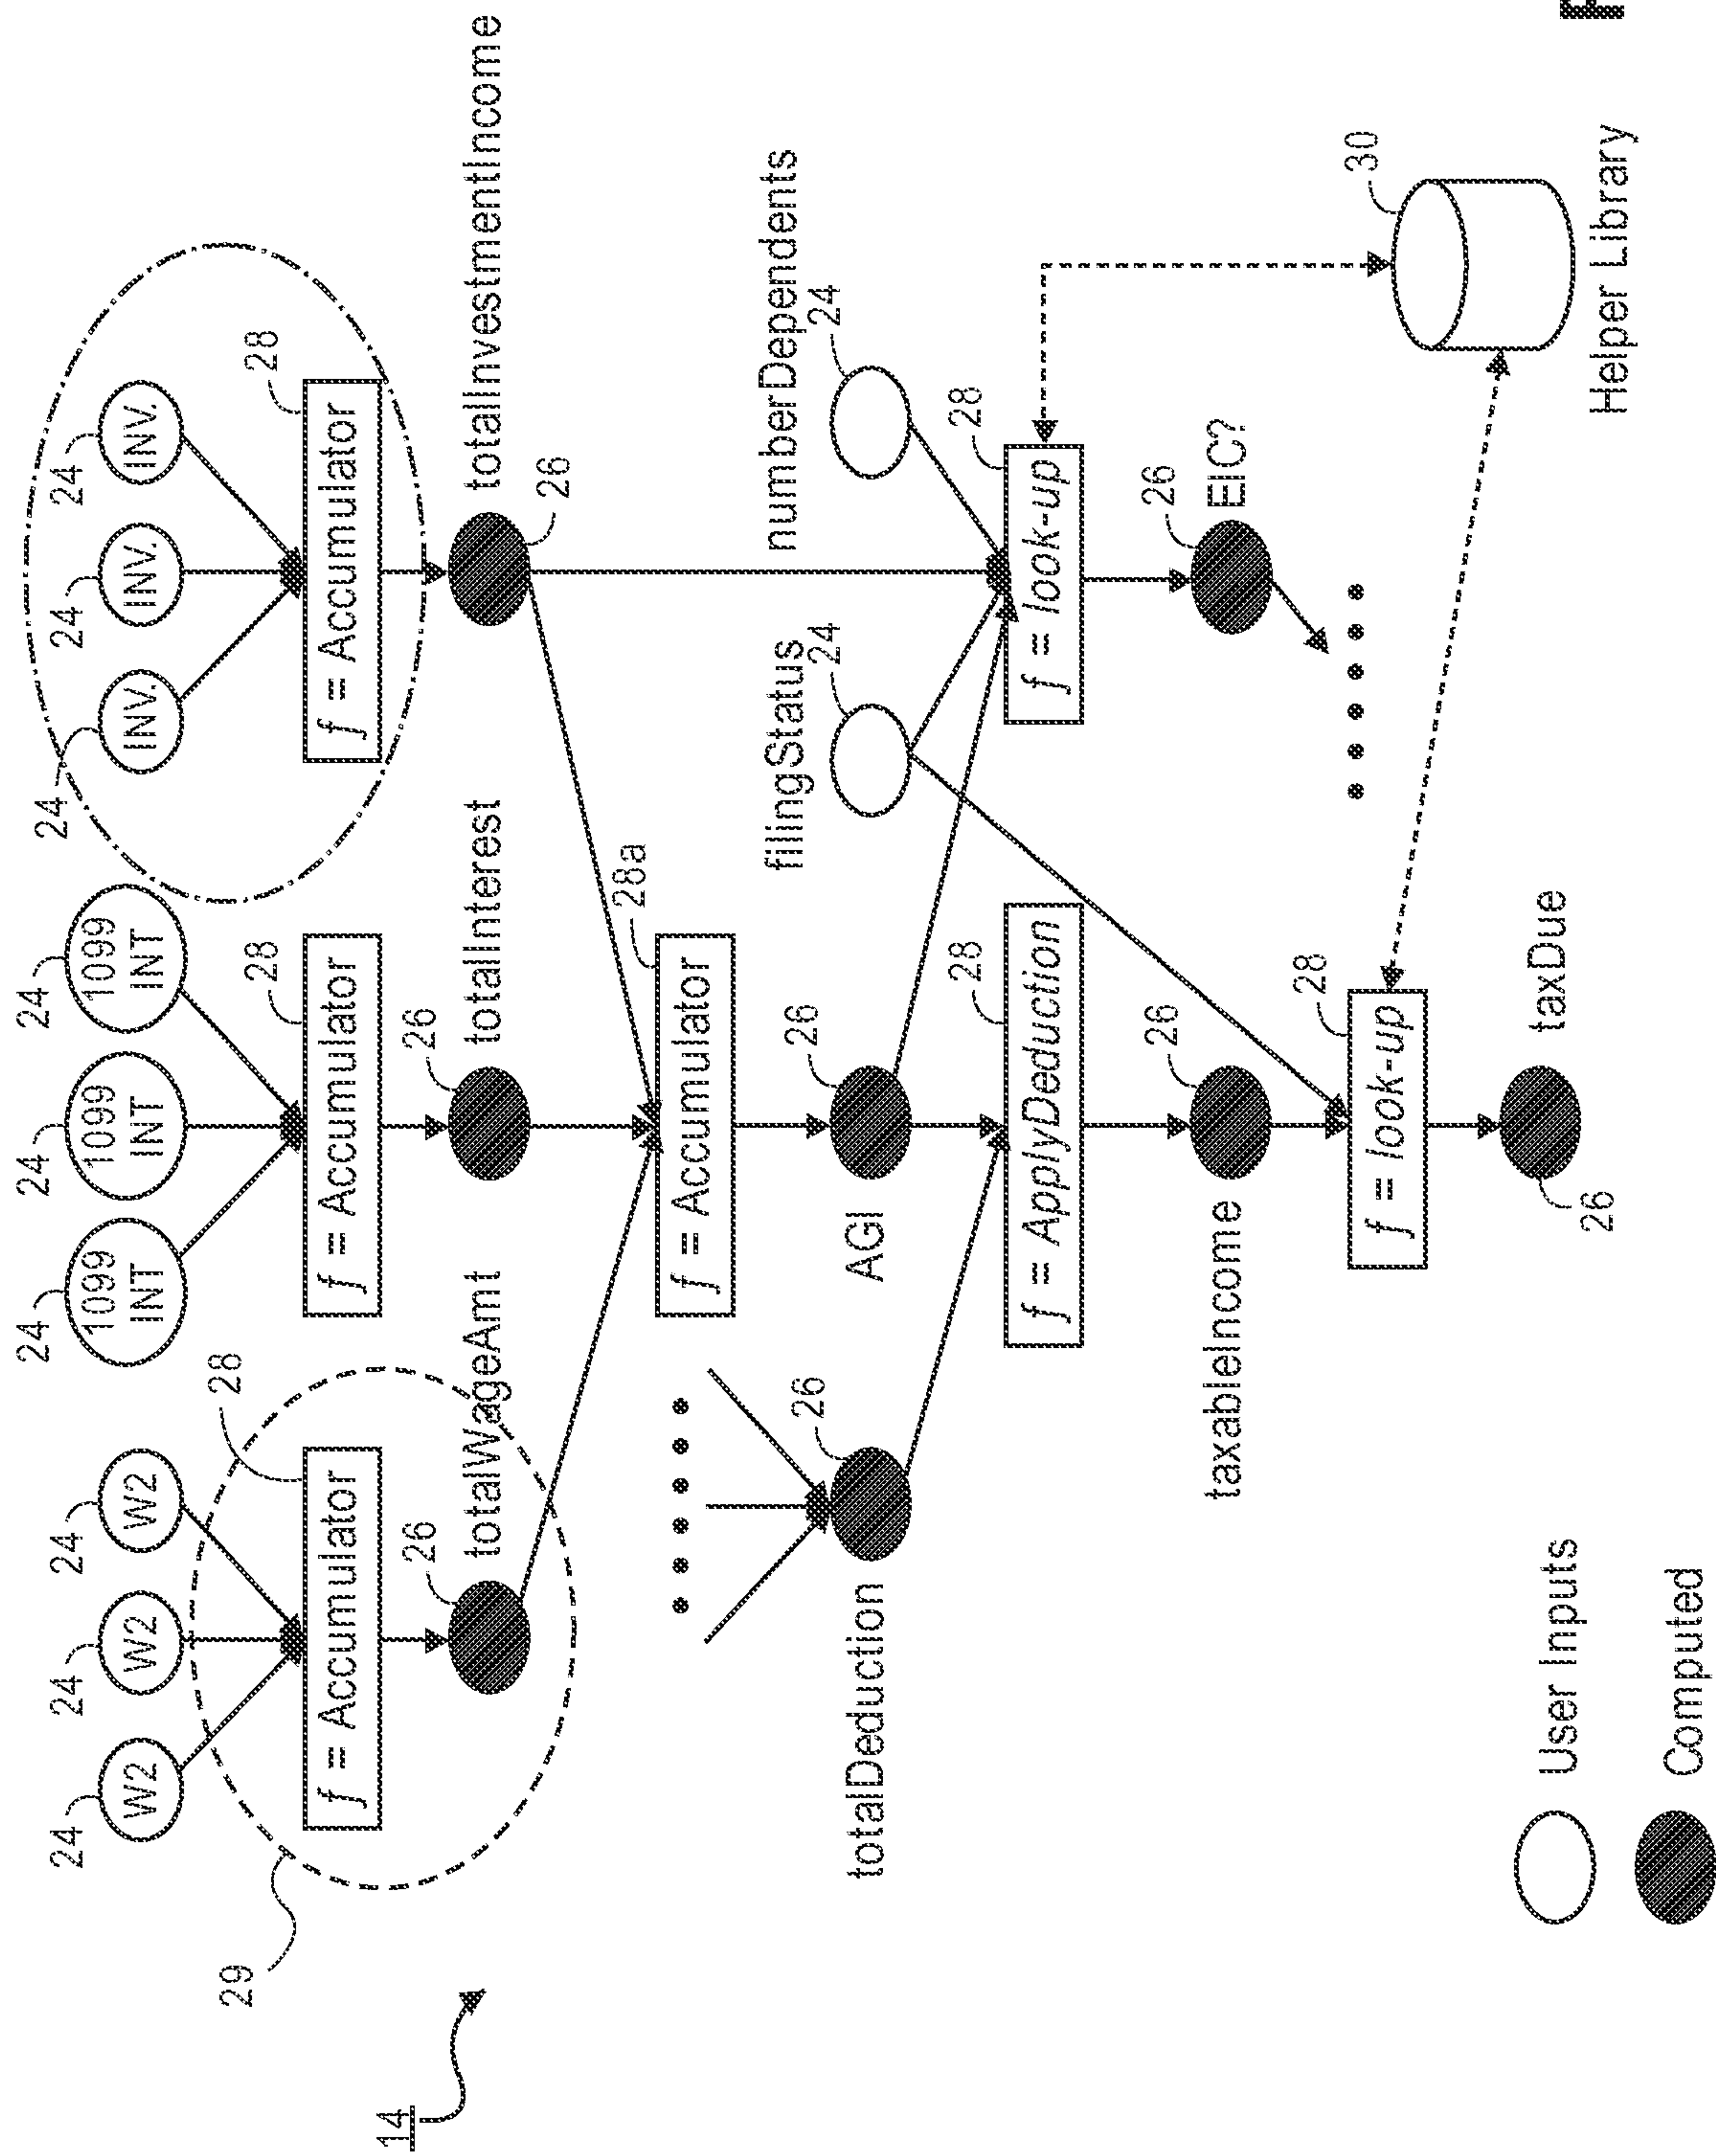 24
24
24
24
24
24
24
24
24
W2
W2
W2
1099
INT
1099
INT
1099
INT
INV.
INV.
INV.
29
28
28
28
f = Accumulator
f = Accumulator
f = Accumulator
14
26
totalWageAmt
26
totalInterest
26
totalInvestmentIncome
28a
f = Accumulator
26
totalDeduction
26
AGI
fillingStatus
24
numberDependents
24
28
f = ApplyDeduction
28
f = look-up
26
taxableIncome
26
EIC?
28
f = look-up
30
Helper Library
26
taxDue
User Inputs
Computed